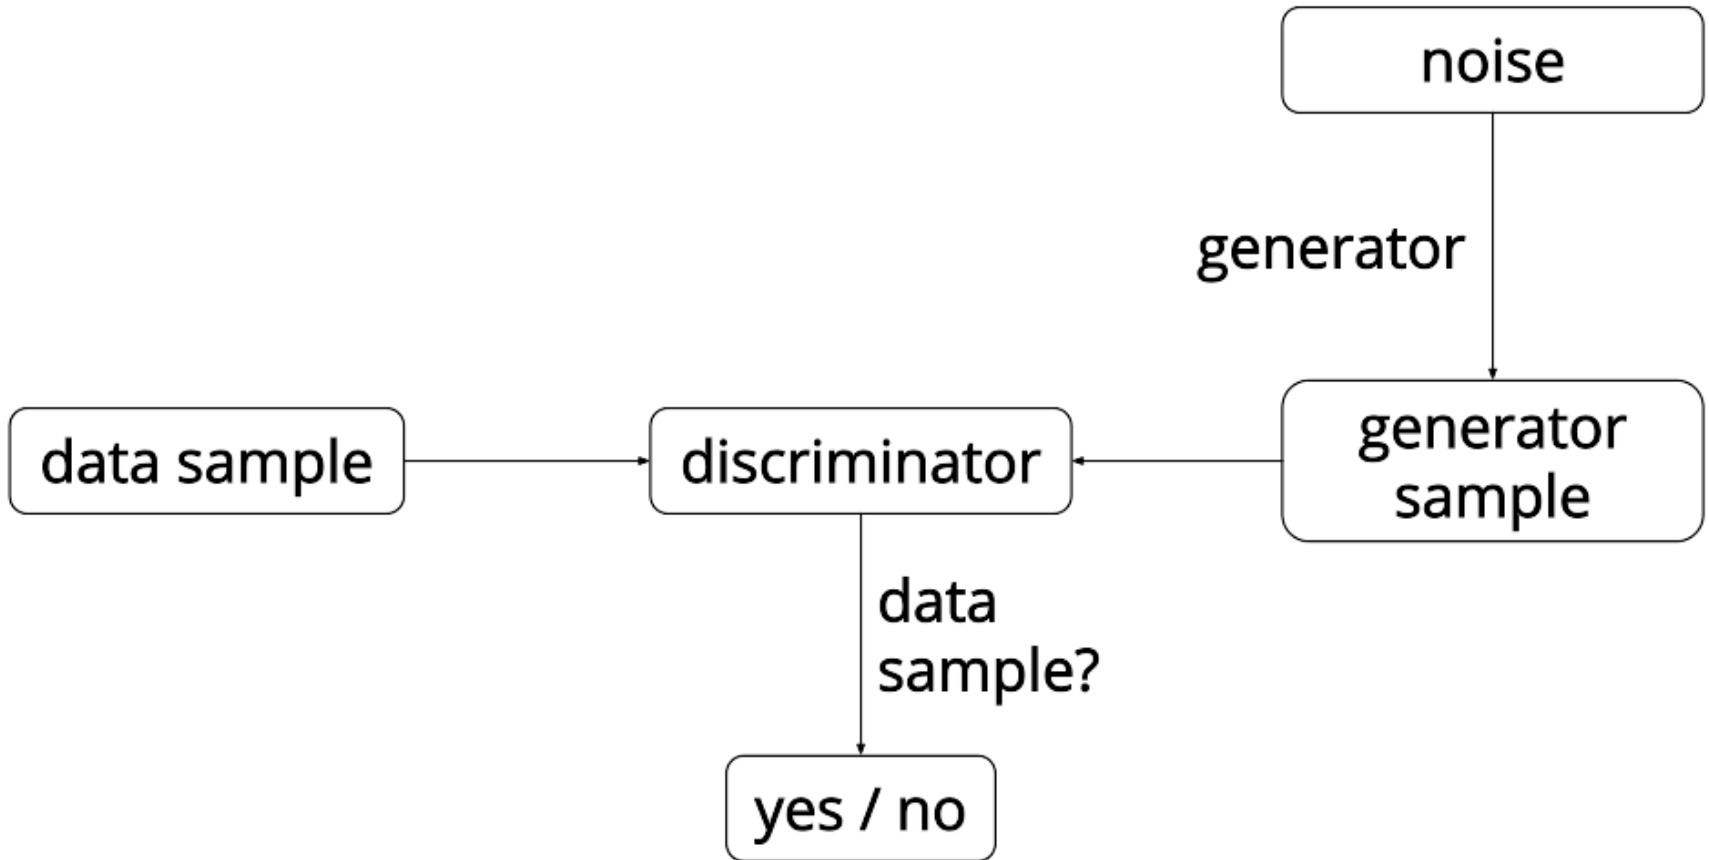 noise
generator
data sample
discriminator
generator
sample
data
sample?
yes / no